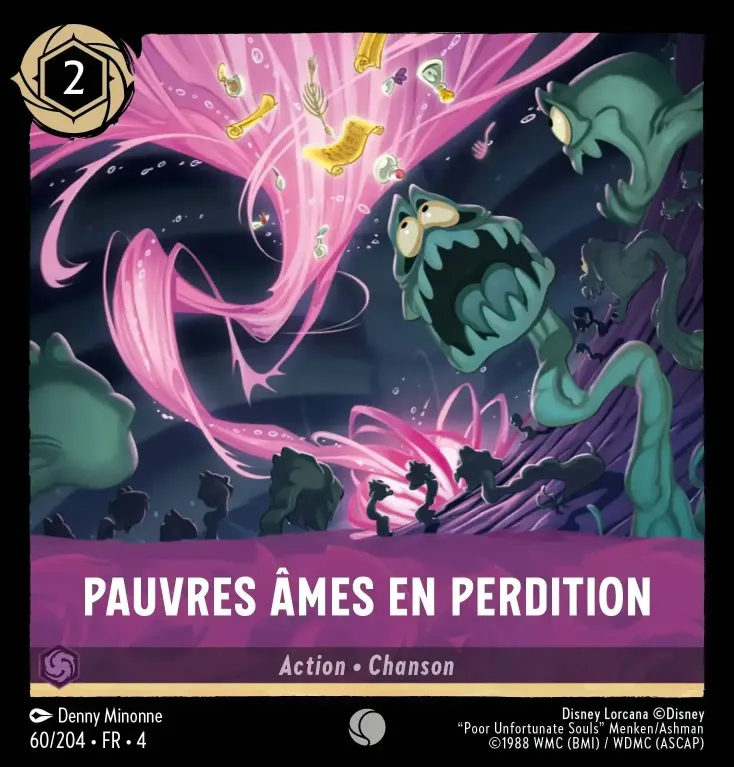 2
PAUVRES ÂMES EN PERDITION
Action • Chanson
Denny Minonne
60/204 • FR • 4
Disney Lorcana ©Disney
“Poor Unfortunate Souls” Menken/Ashman
©1988 WMC (BMI) / WDMC (ASCAP)